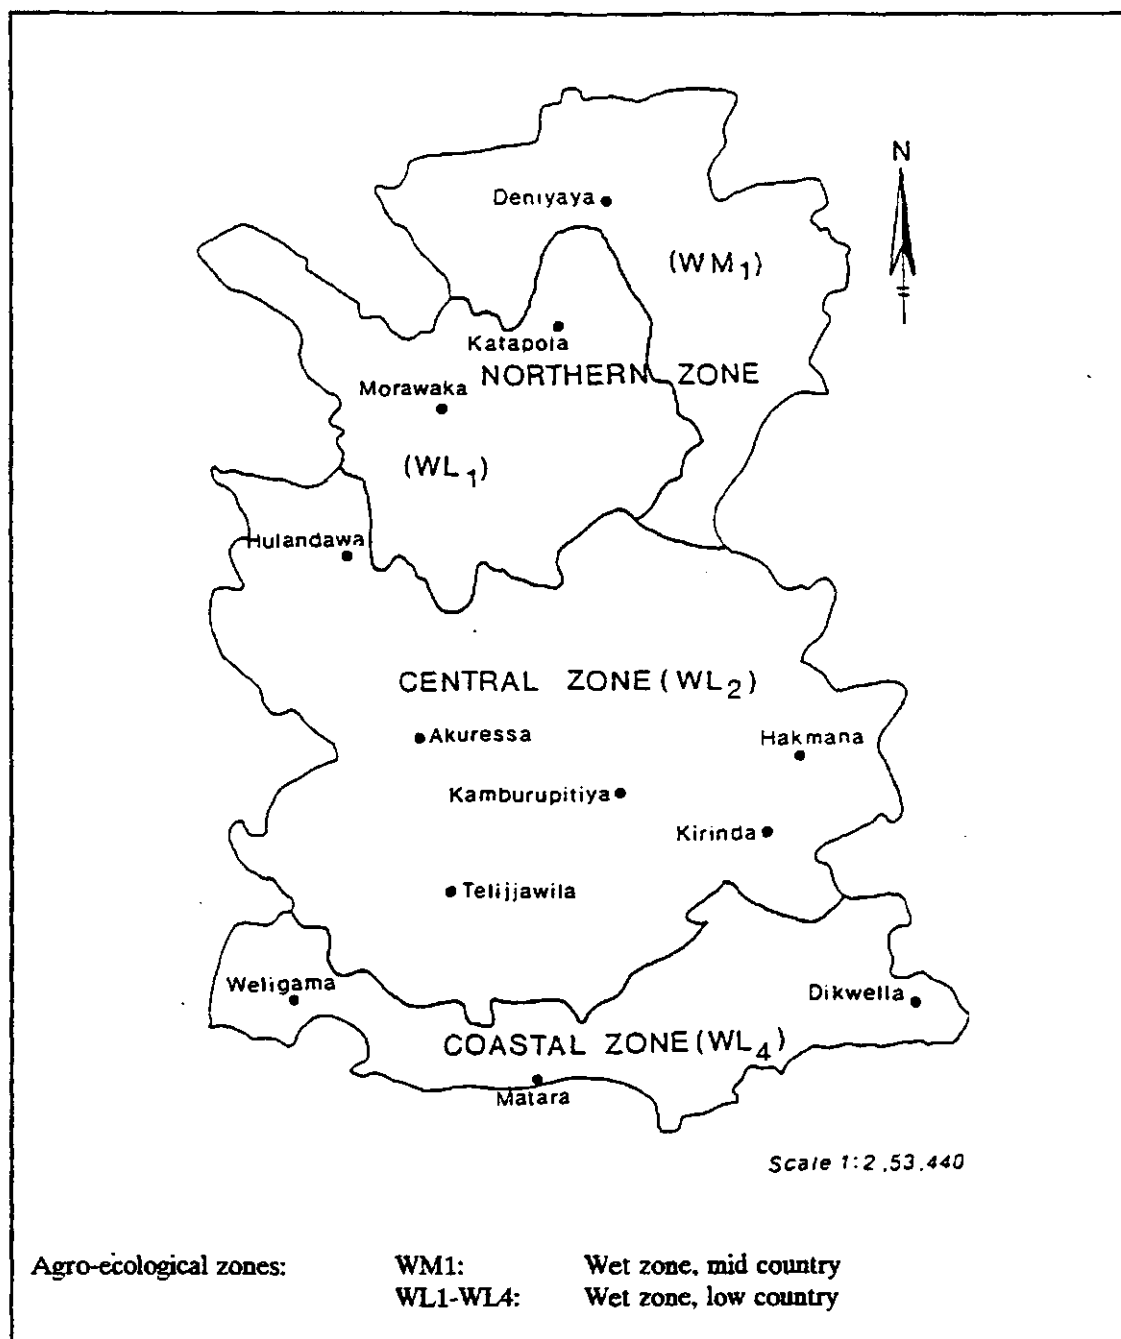 N
Deniyaya
(WM1)
Katapola
NORTHERN ZONE
Morawaka
(WL1)
Hulandawa
CENTRAL ZONE (WL2)
Akuressa
Hakmana
Kamburupitiya
Kirinda
Telijjawila
Weligama
Dikwella
COASTAL ZONE (WL4)
Matara
Scale 1:2,53,440
Agro-ecological zones: WM1: Wet zone, mid country
WL1-WL4: Wet zone, low country